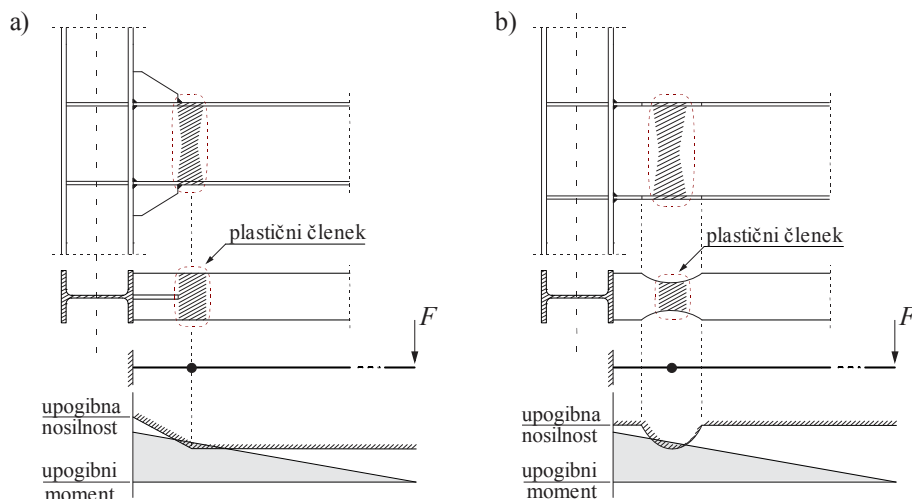 a)
plastični členek
F
upogibna
nosilnost
upogibni
moment
b)
plastični členek
F
upogibna
nosilnost
upogibni
moment